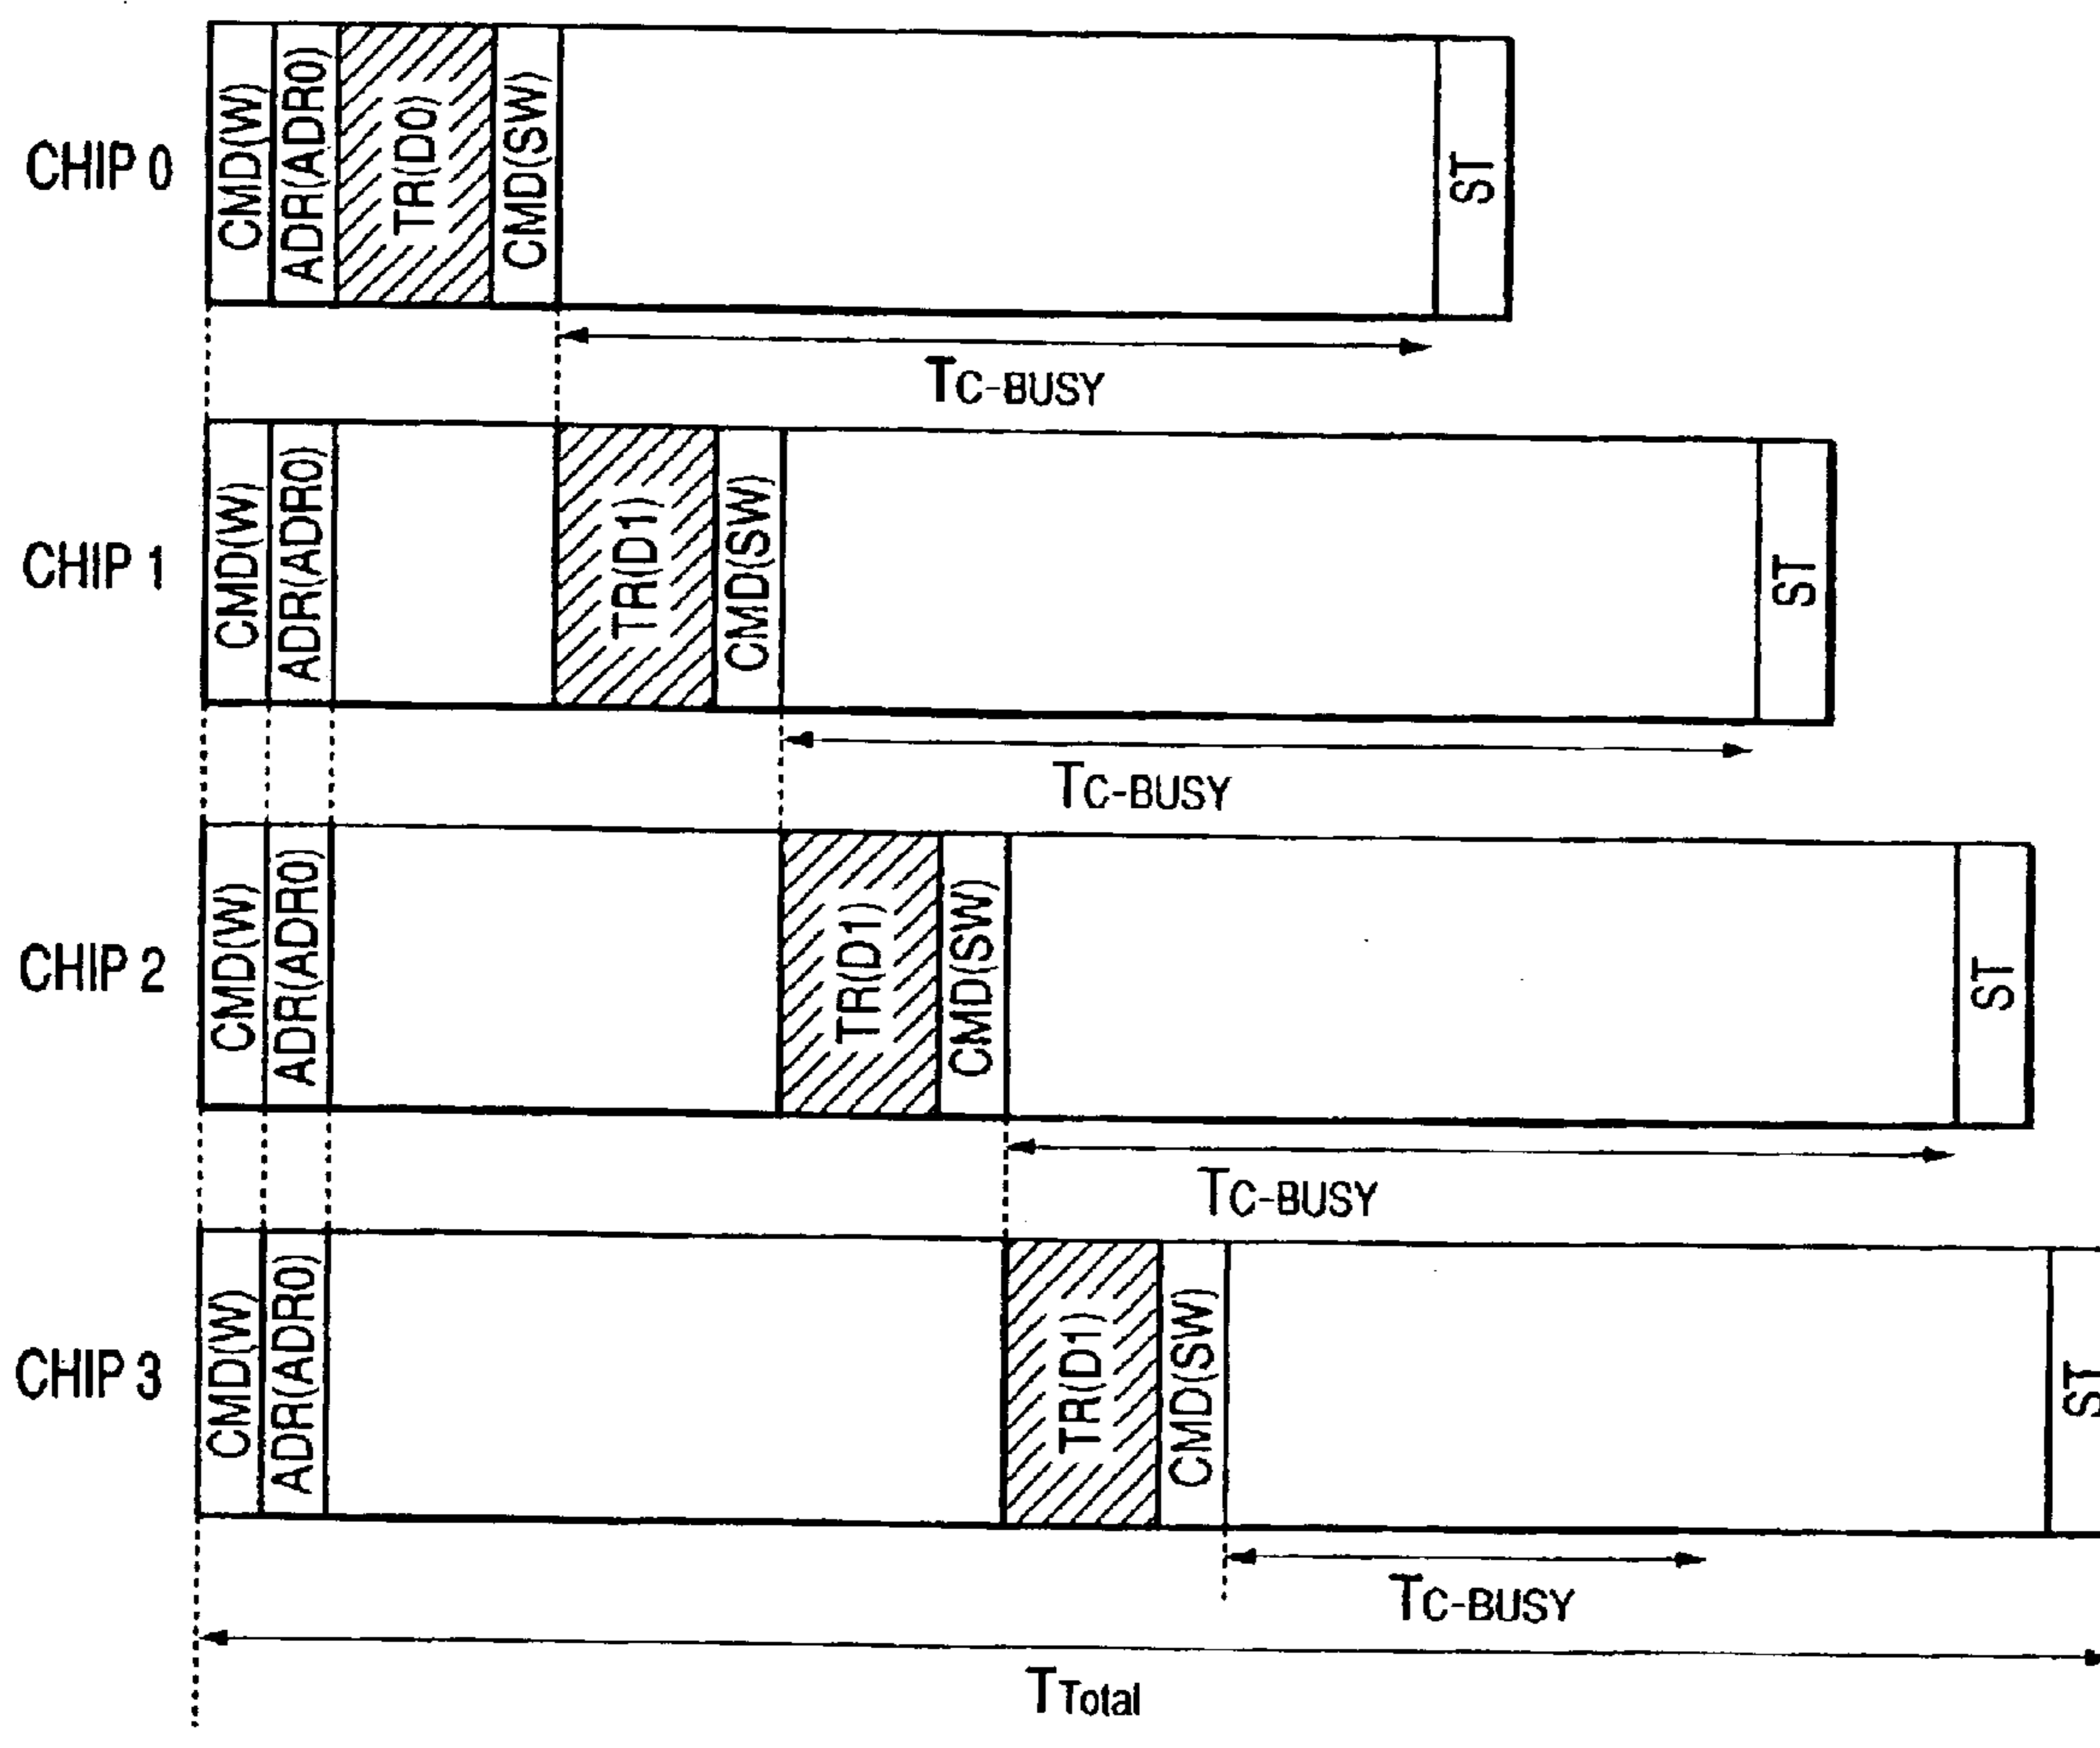 CHIP 0
CMD(W)
ADR(ADR0)
TR(D0)
CMD(SW)
ST
TC-BUSY
CHIP 1
CMD(W)
ADR(ADR0)
TR(D1)
CMD(SW)
ST
TC-BUSY
CHIP 2
CMD(W)
ADR(ADR0)
TR(D1)
CMD(SW)
ST
TC-BUSY
CHIP 3
CMD(W)
ADR(ADR0)
TR(D1)
CMD(SW)
ST
TC-BUSY
TTotal